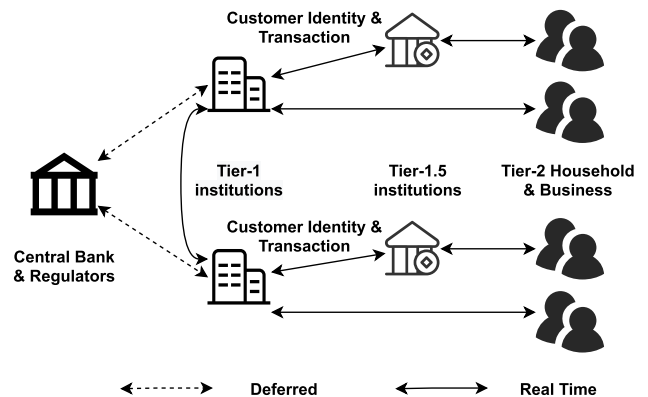 Customer Identity &
Transaction
Tier-1
institutions
Tier-1.5
institutions
Tier-2 Household
& Business
Customer Identity &
Transaction
Central Bank
& Regulators
Deferred
Real Time